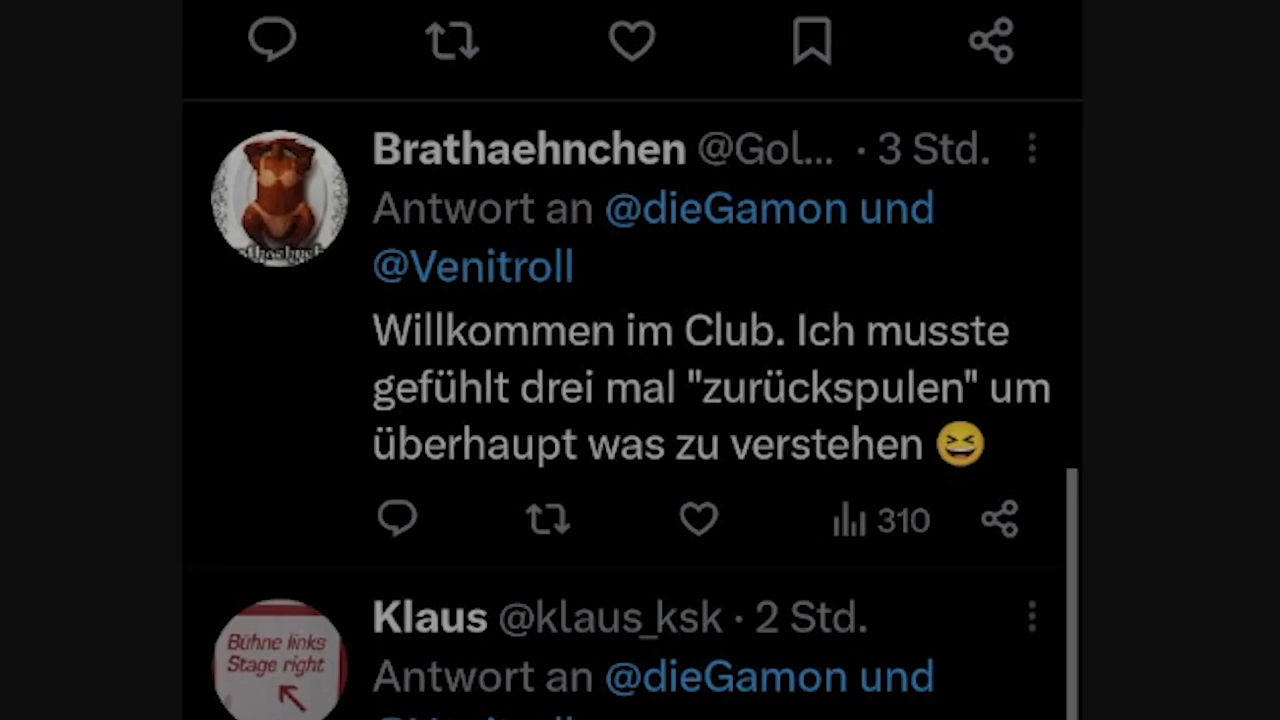 Brathaehnchen @Gol... · 3 Std.
Antwort an @dieGamon und
@Venitroll
Willkommen im Club. Ich musste
gefühlt drei mal "zurückspulen" um
überhaupt was zu verstehen 😆
310
Klaus @klaus_ksk · 2 Std.
Bühne links
Stage right
Antwort an @dieGamon und